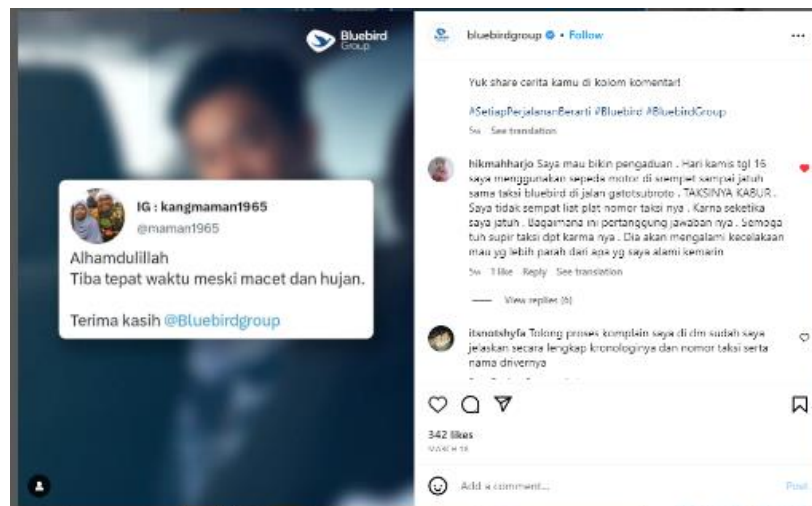 Bluebird
Group
IG : kangmaman1965
@maman1965
Alhamdulillah
Tiba tepat waktu meski macet dan hujan.
Terima kasih @Bluebirdgroup
bluebirdgroup • Follow
Yuk share cerita kamu di kolom komentar!
#SetiapPerjalananBerarti #Bluebird #BluebirdGroup
5w See translation
hikmahharjo Saya mau bikin pengaduan . Hari kamis tgl 16
saya menggunakan sepeda motor di srempet sampai jatuh
sama taksi bluebird di jalan gatotsubroto . TAKSINYA KABUR .
Saya tidak sempat liat plat nomor taksi nya . Karna seketika
saya jatuh . Bagaimana ini pertanggung jawaban nya . Semoga
tuh supir taksi dpt karma nya . Dia akan mengalami kecelakaan
mau yg lebih parah dari apa yg saya alami kemarin
5w 1 like Reply See translation
View replies (6)
itsnotshyfa Tolong proses komplain saya di dm sudah saya
jelaskan secara lengkap kronologinya dan nomor taksi serta
nama drivernya
342 likes
MARCH 18
Add a comment...
Post